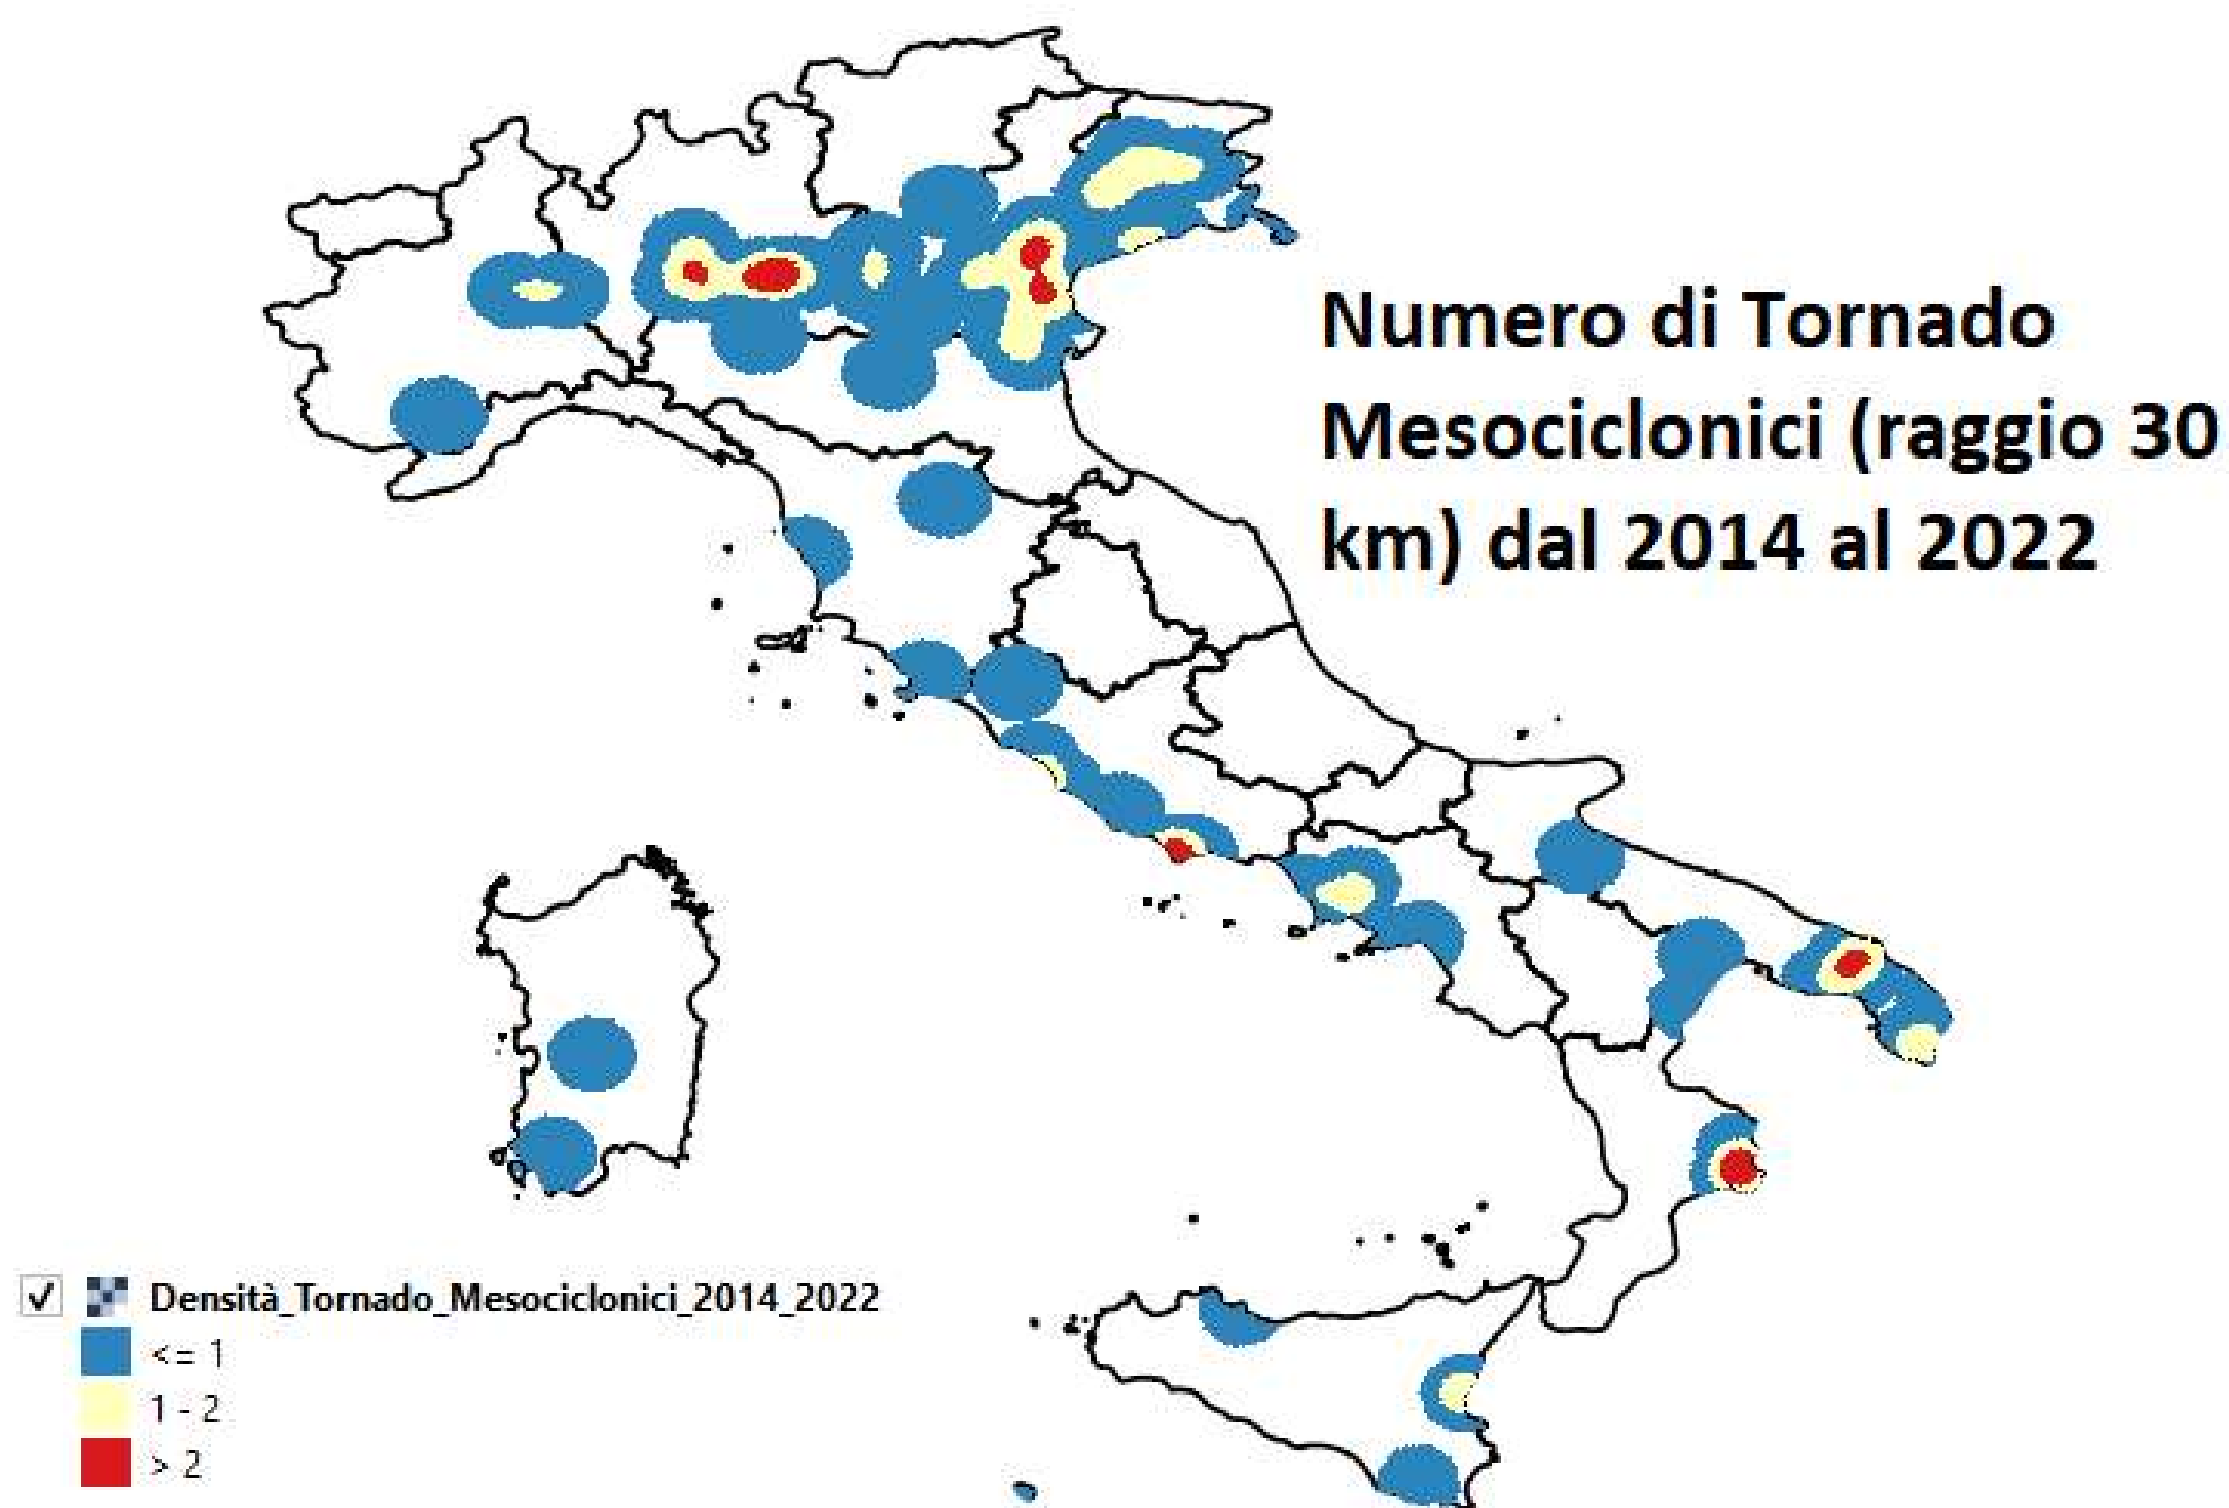 Numero di Tornado
Mesociclonici (raggio 30
km) dal 2014 al 2022
Densità_Tornado_Mesociclonici_2014_2022
<= 1
1 - 2
> 2